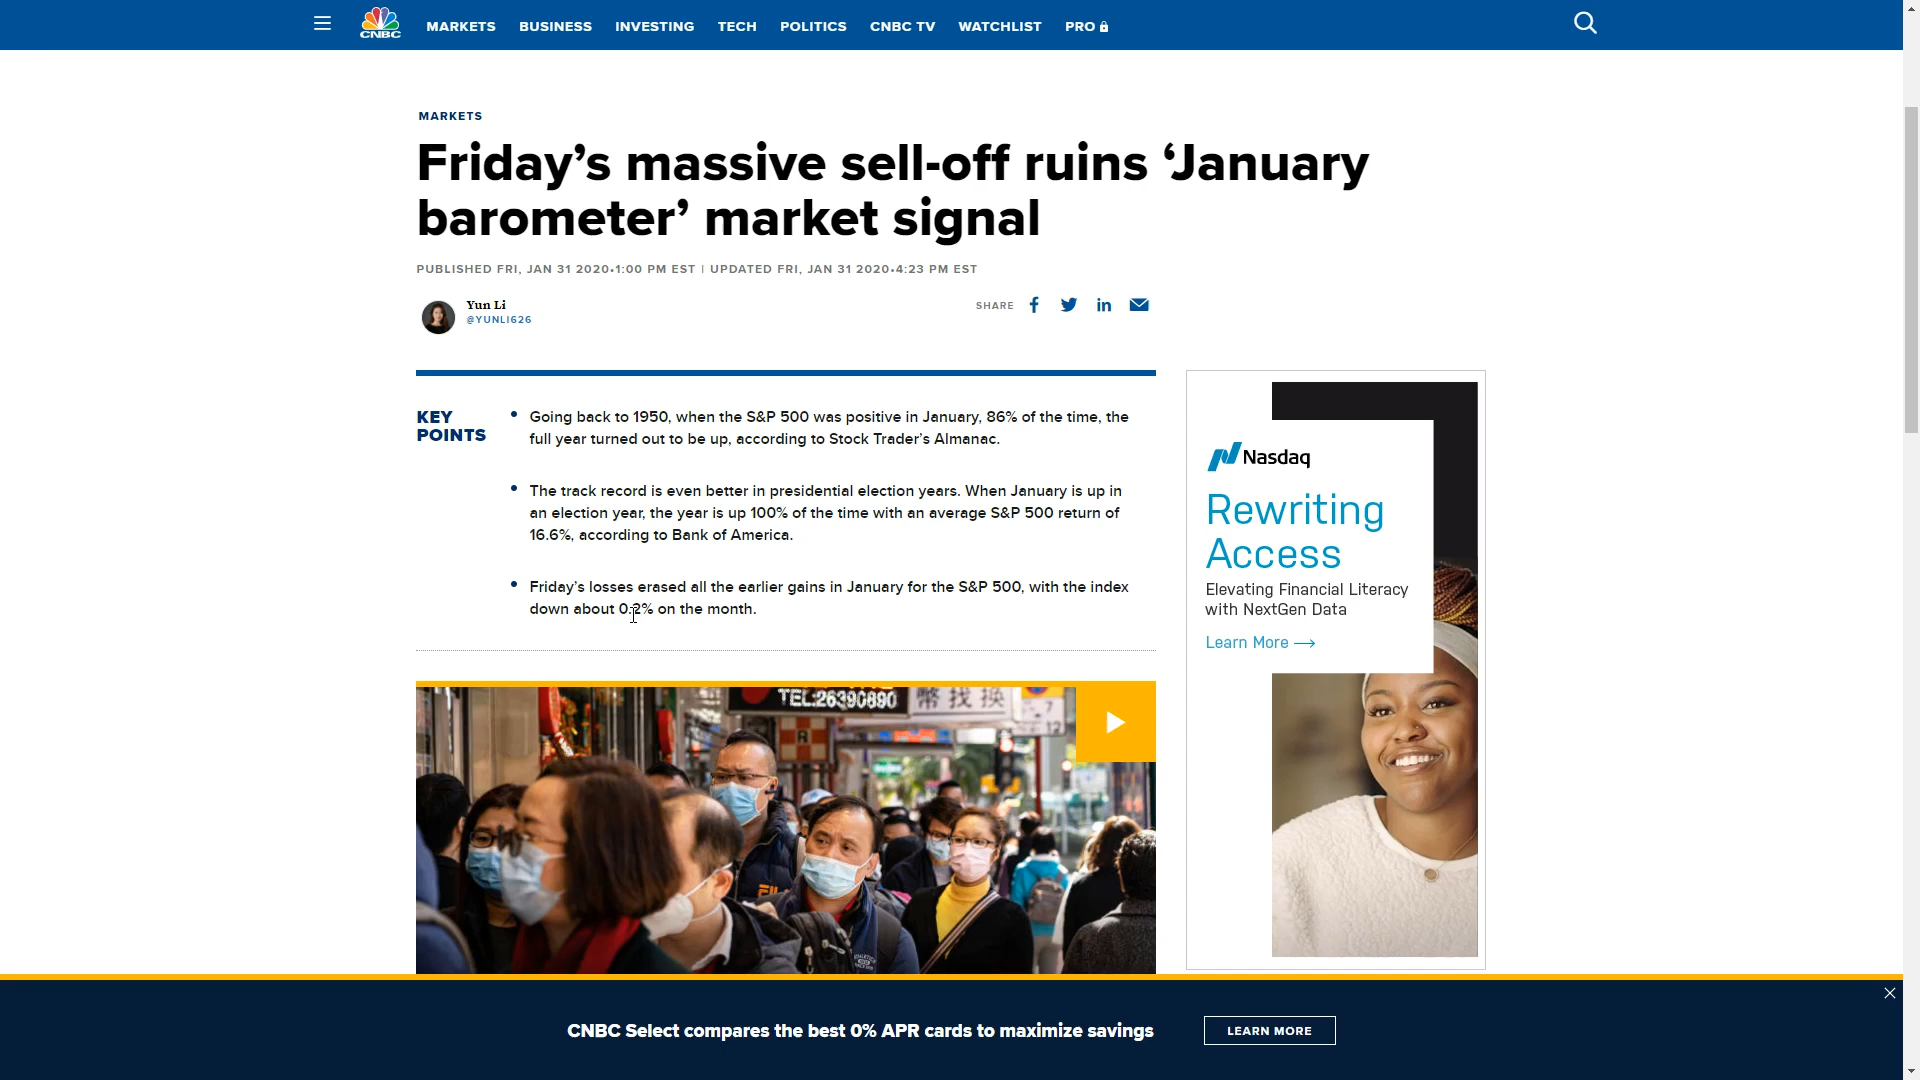 CNBC
MARKETS BUSINESS INVESTING TECH POLITICS CNBC TV WATCHLIST PRO
MARKETS
Friday’s massive sell-off ruins ‘January
barometer’ market signal
PUBLISHED FRI, JAN 31 2020•1:00 PM EST | UPDATED FRI, JAN 31 2020•4:23 PM EST
Yun Li
@YUNLI626
SHARE
KEY
POINTS
Going back to 1950, when the S&P 500 was positive in January, 86% of the time, the
full year turned out to be up, according to Stock Trader’s Almanac.
The track record is even better in presidential election years. When January is up in
an election year, the year is up 100% of the time with an average S&P 500 return of
16.6%, according to Bank of America.
Friday’s losses erased all the earlier gains in January for the S&P 500, with the index
down about 0.2% on the month.
Nasdaq
Rewriting
Access
Elevating Financial Literacy
with NextGen Data
Learn More
TEL:26390890
幣找換
7
12
CNBC Select compares the best 0% APR cards to maximize savings
LEARN MORE